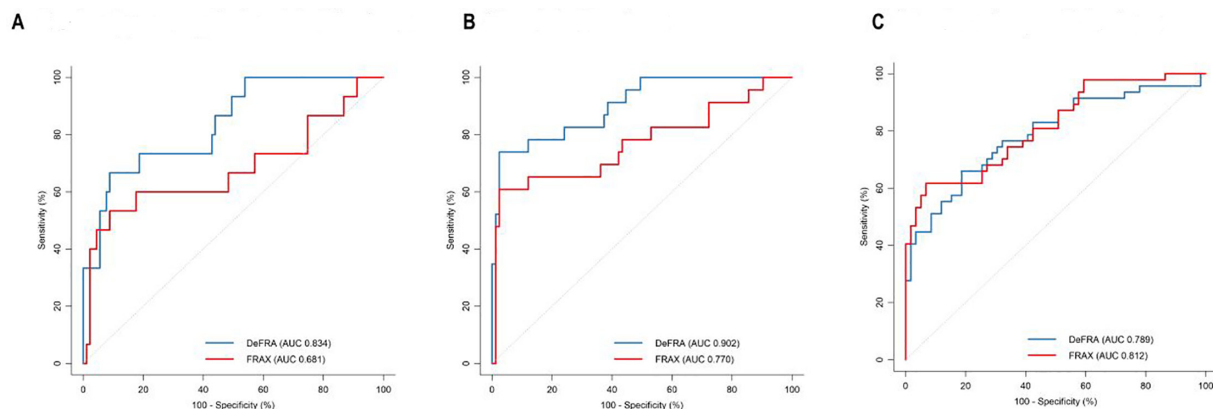 A
B
C
100
80
60
40
20
0
Sensitivity (%)
DeFRA (AUC 0.834)
FRAX (AUC 0.681)
0 20 40 60 80 100
100 - Specificity (%)
100
80
60
40
20
0
Sensitivity (%)
DeFRA (AUC 0.902)
FRAX (AUC 0.770)
0 20 40 60 80 100
100 - Specificity (%)
100
80
60
40
20
0
Sensitivity (%)
DeFRA (AUC 0.789)
FRAX (AUC 0.812)
0 20 40 60 80 100
100 - Specificity (%)